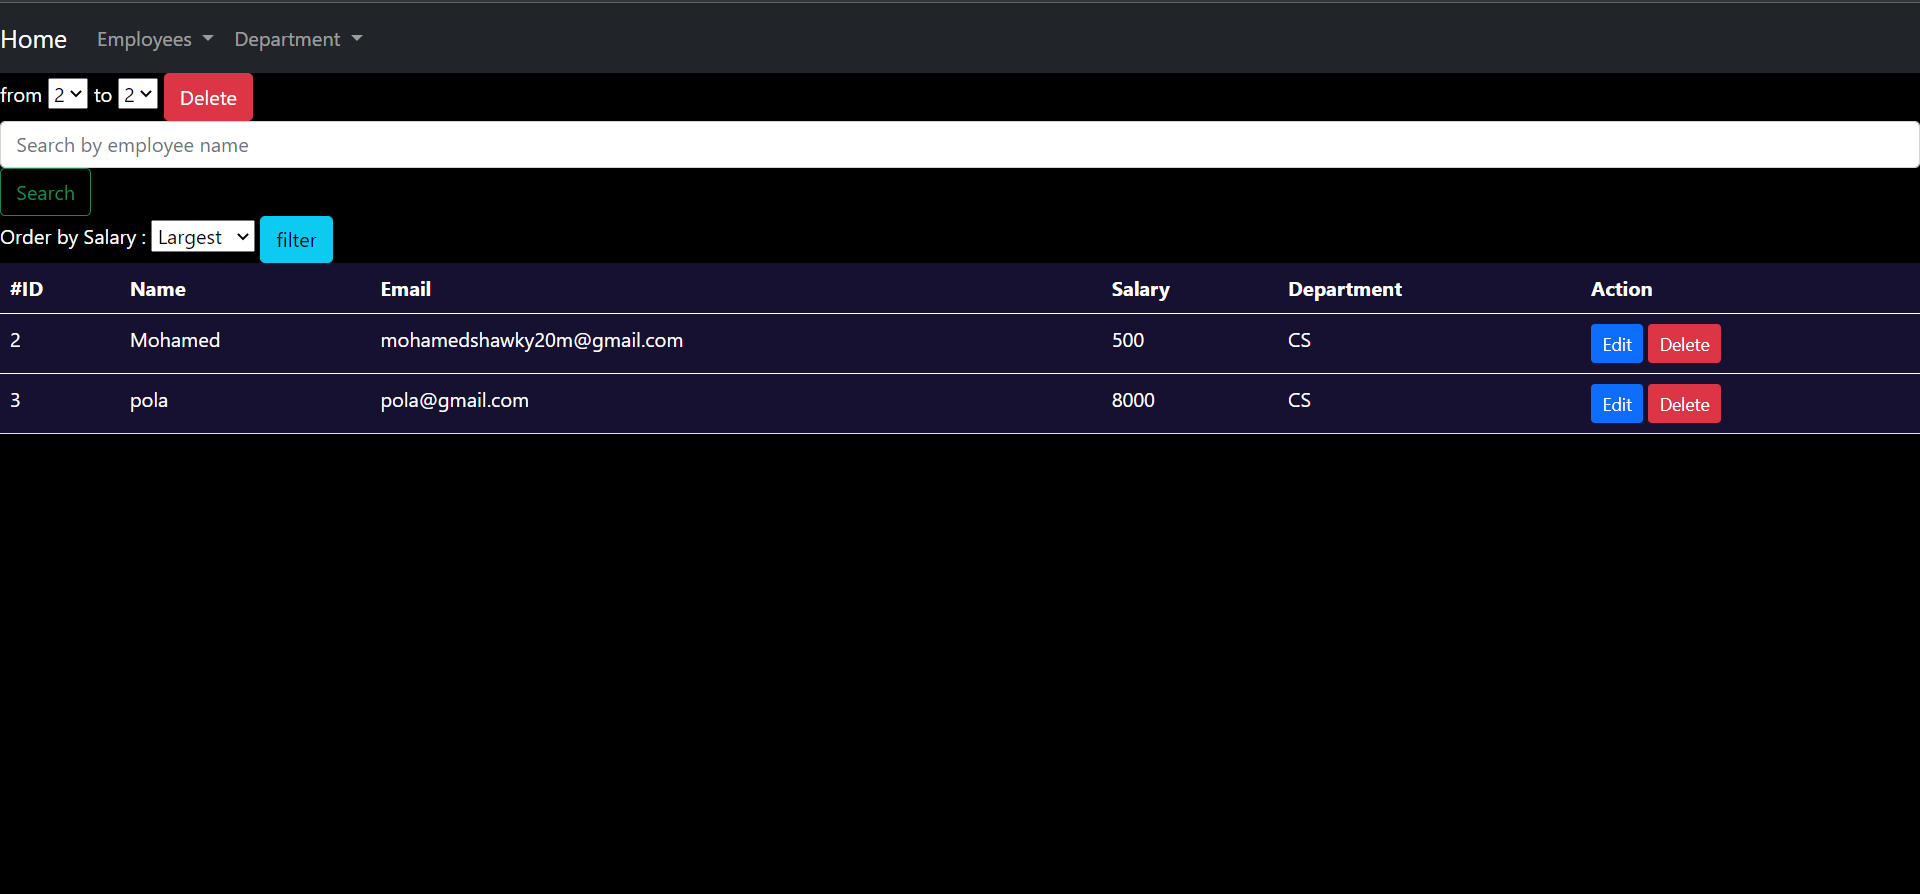 Home Employees Department
from 2 to 2 Delete
Search by employee name
Search
Order by Salary : Largest filter
#ID Name Email Salary Department Action
2 Mohamed mohamedshawky20m@gmail.com 500 CS Edit Delete
3 pola pola@gmail.com 8000 CS Edit Delete